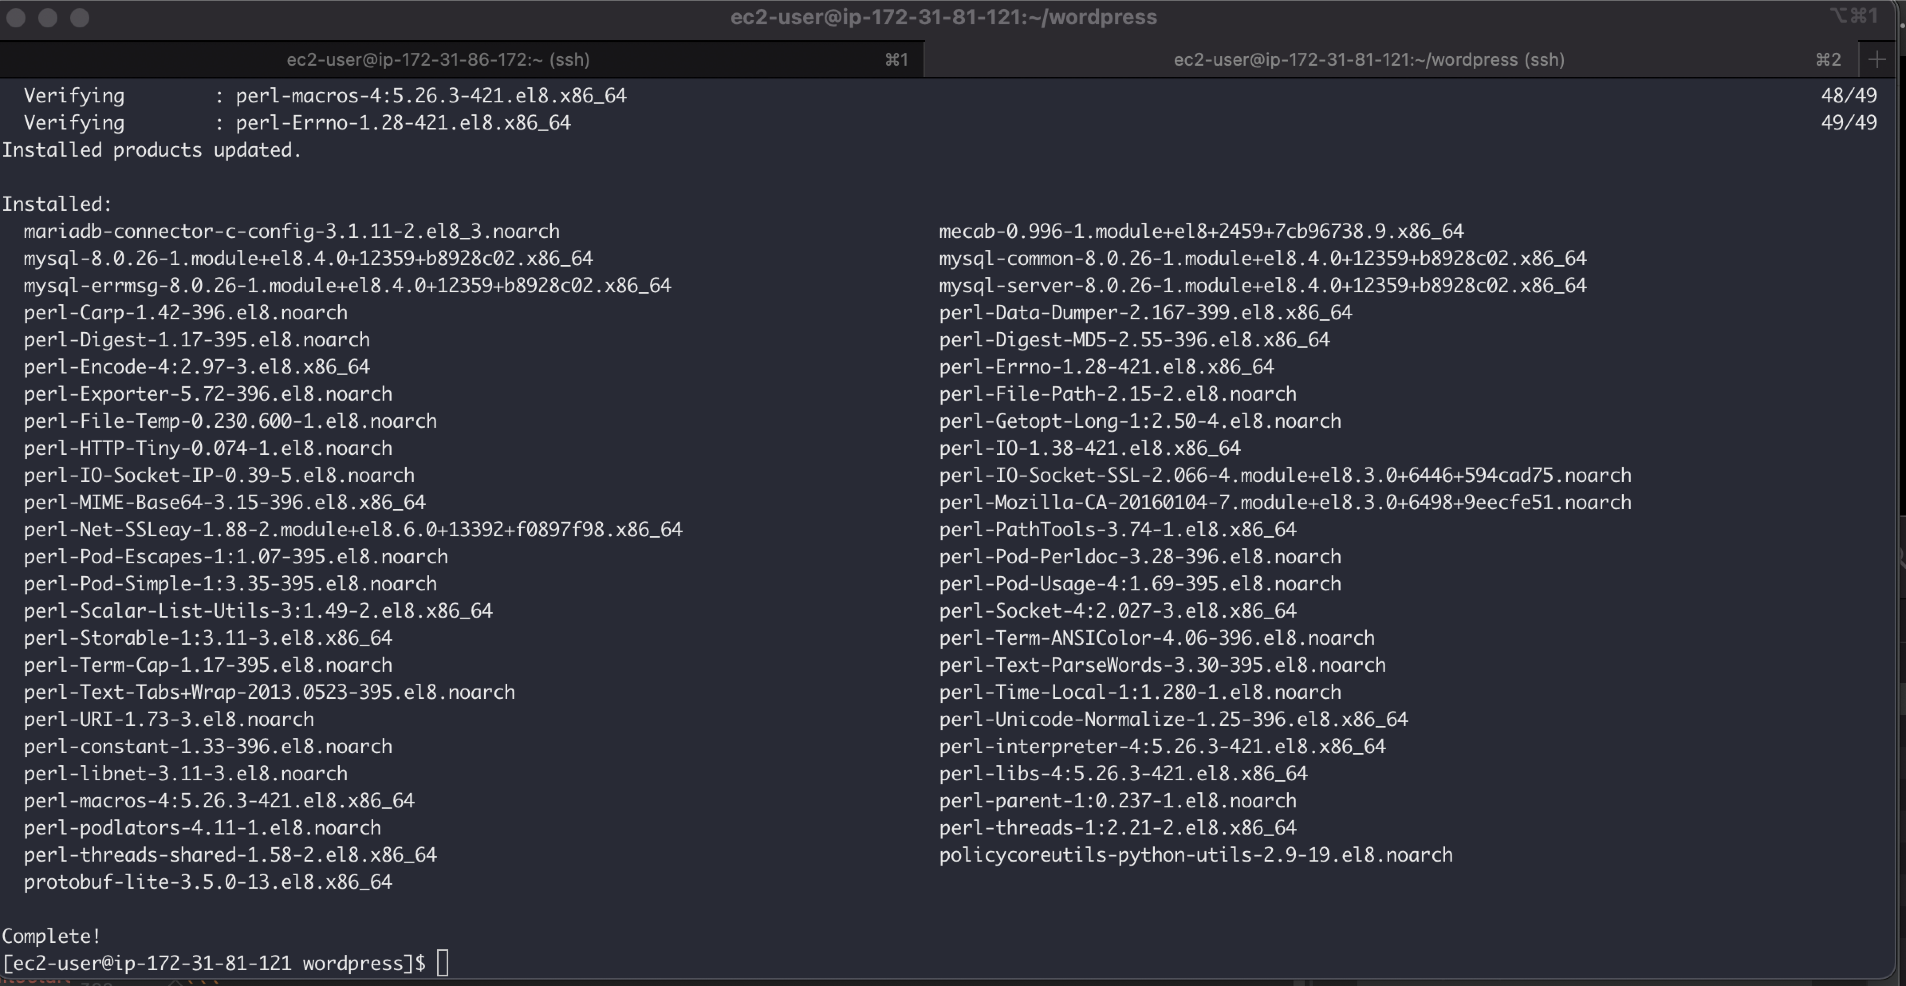 ec2-user@ip-172-31-81-121:~/wordpress ⌥⌘1
ec2-user@ip-172-31-86-172:~ (ssh) ⌘1 ec2-user@ip-172-31-81-121:~/wordpress (ssh) ⌘2 +
Verifying : perl-macros-4:5.26.3-421.el8.x86_64 48/49
Verifying : perl-Errno-1.28-421.el8.x86_64 49/49
Installed products updated.
Installed:
mariadb-connector-c-config-3.1.11-2.el8_3.noarch mecab-0.996-1.module+el8+2459+7cb96738.9.x86_64
mysql-8.0.26-1.module+el8.4.0+12359+b8928c02.x86_64 mysql-common-8.0.26-1.module+el8.4.0+12359+b8928c02.x86_64
mysql-errmsg-8.0.26-1.module+el8.4.0+12359+b8928c02.x86_64 mysql-server-8.0.26-1.module+el8.4.0+12359+b8928c02.x86_64
perl-Carp-1.42-396.el8.noarch perl-Data-Dumper-2.167-399.el8.x86_64
perl-Digest-1.17-395.el8.noarch perl-Digest-MD5-2.55-396.el8.x86_64
perl-Encode-4:2.97-3.el8.x86_64 perl-Errno-1.28-421.el8.x86_64
perl-Exporter-5.72-396.el8.noarch perl-File-Path-2.15-2.el8.noarch
perl-File-Temp-0.230.600-1.el8.noarch perl-Getopt-Long-1:2.50-4.el8.noarch
perl-HTTP-Tiny-0.074-1.el8.noarch perl-IO-1.38-421.el8.x86_64
perl-IO-Socket-IP-0.39-5.el8.noarch perl-IO-Socket-SSL-2.066-4.module+el8.3.0+6446+594cad75.noarch
perl-MIME-Base64-3.15-396.el8.x86_64 perl-Mozilla-CA-20160104-7.module+el8.3.0+6498+9eecfe51.noarch
perl-Net-SSLeay-1.88-2.module+el8.6.0+13392+f0897f98.x86_64 perl-PathTools-3.74-1.el8.x86_64
perl-Pod-Escapes-1:1.07-395.el8.noarch perl-Pod-Perldoc-3.28-396.el8.noarch
perl-Pod-Simple-1:3.35-395.el8.noarch perl-Pod-Usage-4:1.69-395.el8.noarch
perl-Scalar-List-Utils-3:1.49-2.el8.x86_64 perl-Socket-4:2.027-3.el8.x86_64
perl-Storable-1:3.11-3.el8.x86_64 perl-Term-ANSIColor-4.06-396.el8.noarch
perl-Term-Cap-1.17-395.el8.noarch perl-Text-ParseWords-3.30-395.el8.noarch
perl-Text-Tabs+Wrap-2013.0523-395.el8.noarch perl-Time-Local-1:1.280-1.el8.noarch
perl-URI-1.73-3.el8.noarch perl-Unicode-Normalize-1.25-396.el8.x86_64
perl-constant-1.33-396.el8.noarch perl-interpreter-4:5.26.3-421.el8.x86_64
perl-libnet-3.11-3.el8.noarch perl-libs-4:5.26.3-421.el8.x86_64
perl-macros-4:5.26.3-421.el8.x86_64 perl-parent-1:0.237-1.el8.noarch
perl-podlators-4.11-1.el8.noarch perl-threads-1:2.21-2.el8.x86_64
perl-threads-shared-1.58-2.el8.x86_64 policycoreutils-python-utils-2.9-19.el8.noarch
protobuf-lite-3.5.0-13.el8.x86_64
Complete!
[ec2-user@ip-172-31-81-121 wordpress]$